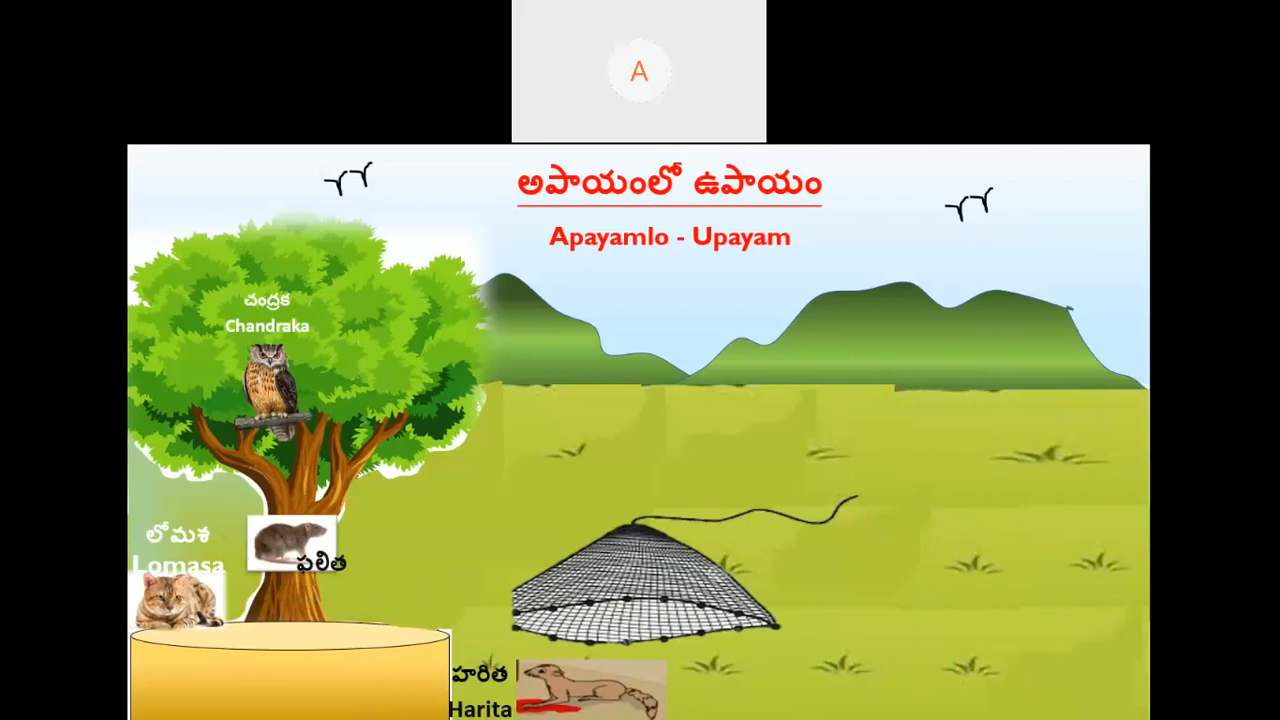 A
అపాయంలో ఉపాయం
Apayamlo - Upayam
చంద్రక
Chandraka
లోమశ
Lomasa
పలిత
హరిత
Harita